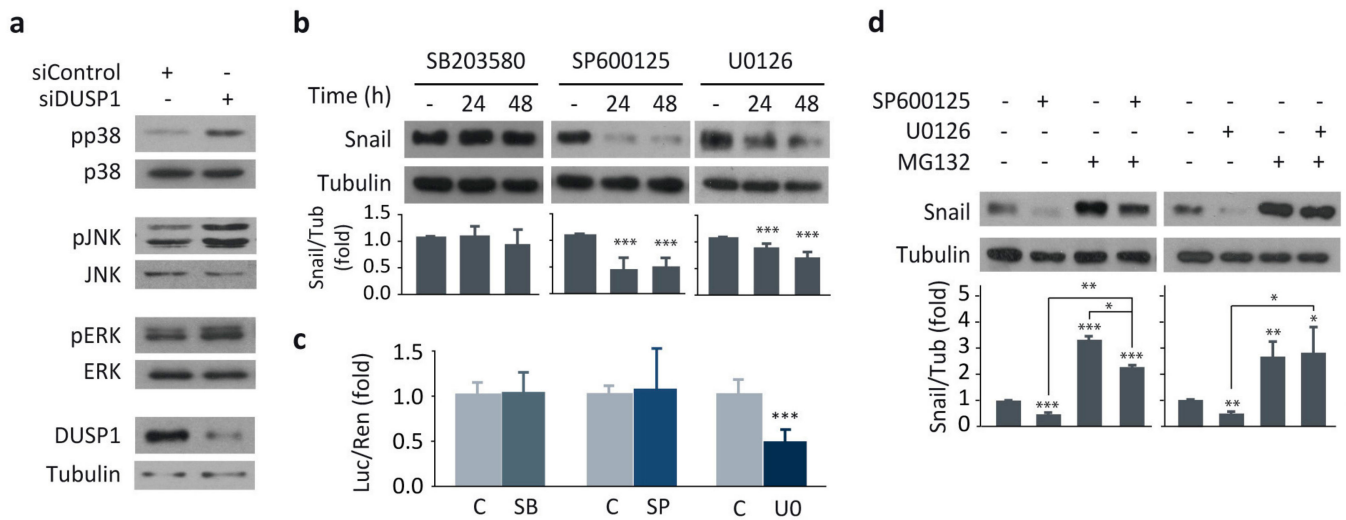 a
siControl + -
siDUSP1 - +
pp38
p38
pJNK
JNK
pERK
ERK
DUSP1
Tubulin
b
SB203580 SP600125 U0126
Time (h) - 24 48 - 24 48 - 24 48
Snail
Tubulin
Snail/Tub
(fold)
1.5
1.0
0.5
0.0
*** *** *** ***
c
Luc/Ren (fold)
1.5
1.0
0.5
0.0
***
C SB C SP C U0
d
SP600125 - + - +
U0126 - + - +
MG132 - - + + - - + +
Snail
Tubulin
Snail/Tub (fold)
5
4
3
2
1
0
** *
*
*** *** *** ** ** *